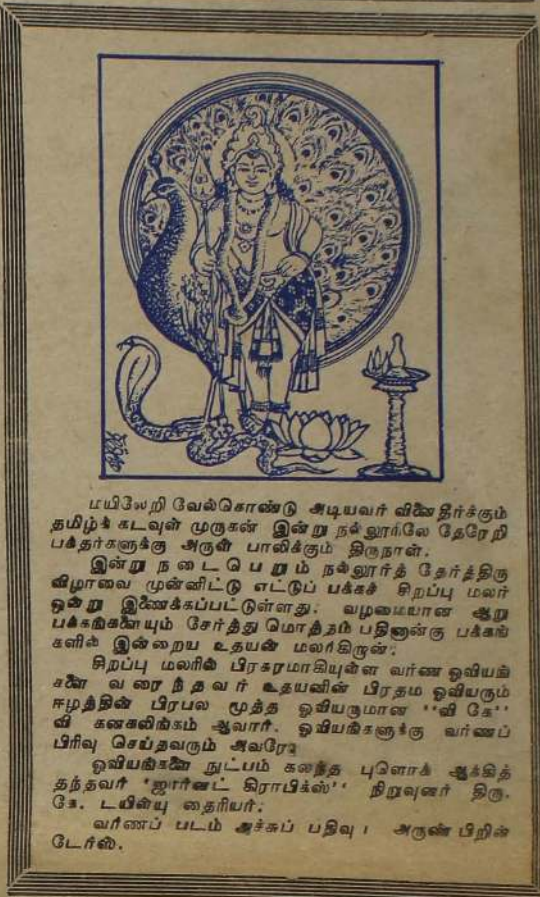 மயிலேறி வேல்கொண்டு அடியவர் வினைதீர்க்கும்
தமிழ்க் கடவுள் முருகன் இன்று நல்லூரிலே தேரேறி
பக்தர்களுக்கு அருள் பாலிக்கும் திருநாள்.
இன்று நடைபெறும் நல்லூர்த் தேர்த்திரு
விழாவை முன்னிட்டு எட்டுப் பக்கச் சிறப்பு மலர்
ஒன்று இணைக்கப்பட்டுள்ளது. வழமையான ஆறு
பக்கங்களையும் சேர்த்து மொத்தம் பதினான்கு பக்கங்
களில் இன்றைய உதயன் மலர்கிறான்.
சிறப்பு மலரில் பிரசுரமாகியுள்ள வர்ண ஓவியங்
களை வரைந்தவர் உதயனின் பிரதம ஓவியரும்
ஈழத்தின் பிரபல மூத்த ஓவியருமான "வி கே"
வி கனகலிங்கம் ஆவார். ஓவியங்களுக்கு வர்ணப்
பிரிவு செய்தவரும் அவரே.
ஓவியங்களை நுட்பம் கலந்த புளொக் ஆக்கித்
தந்தவர் கிராபிக்ஸ்'' நிறுவுனர் திரு.
கே.
வர்ணப் படம் அச்சுப் பதிவு : அருண் பிறின்
டேர்ஸ்.